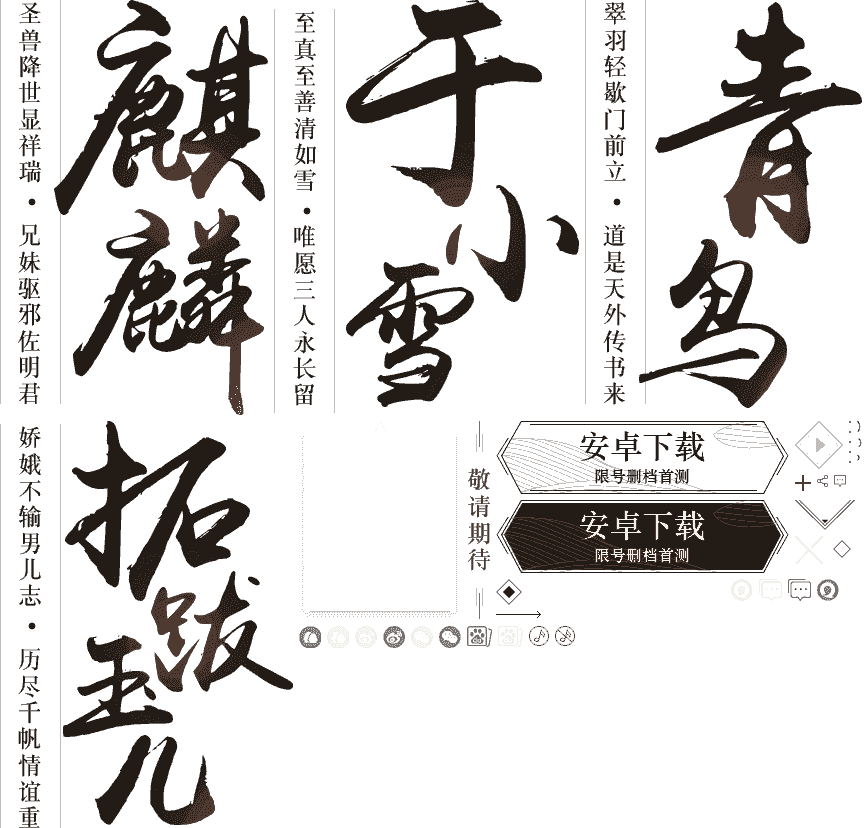 圣兽降世显祥瑞·兄妹驱邪佐明君
麒麟
至真至善清如雪·唯愿三人永长留
于小雪
翠羽轻歇门前立·道是天外传书来
青鸟
娇娥不输男儿志·历尽千帆情谊重
拓跋玉儿
敬请期待
安卓下载
限号删档首测
安卓下载
限号删档首测